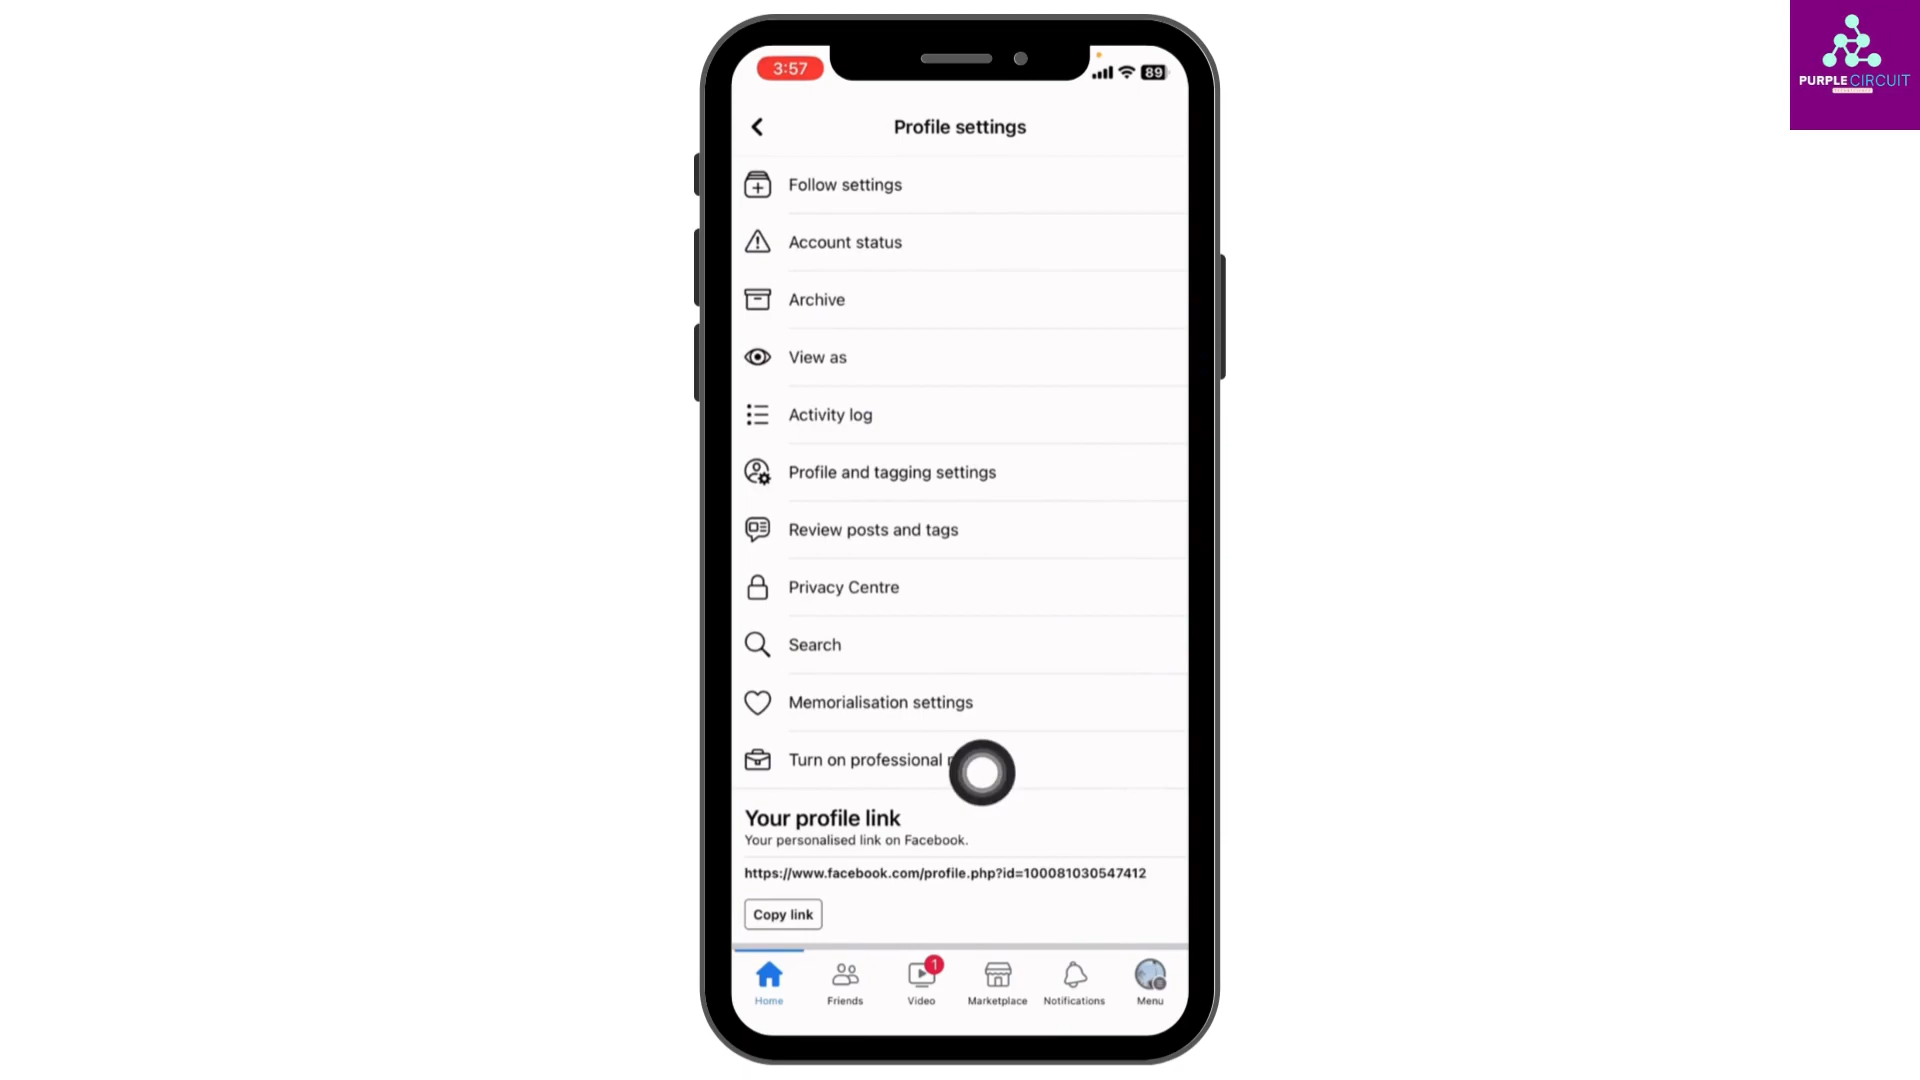 3:57
89
PURPLE CIRCUIT
Profile settings
Follow settings
Account status
Archive
View as
Activity log
Profile and tagging settings
Review posts and tags
Privacy Centre
Search
Memorialisation settings
Turn on professional
Your profile link
Your personalised link on Facebook.
https://www.facebook.com/profile.php?id=100081030547412
Copy link
1
Home Friends Video Marketplace Notifications Menu